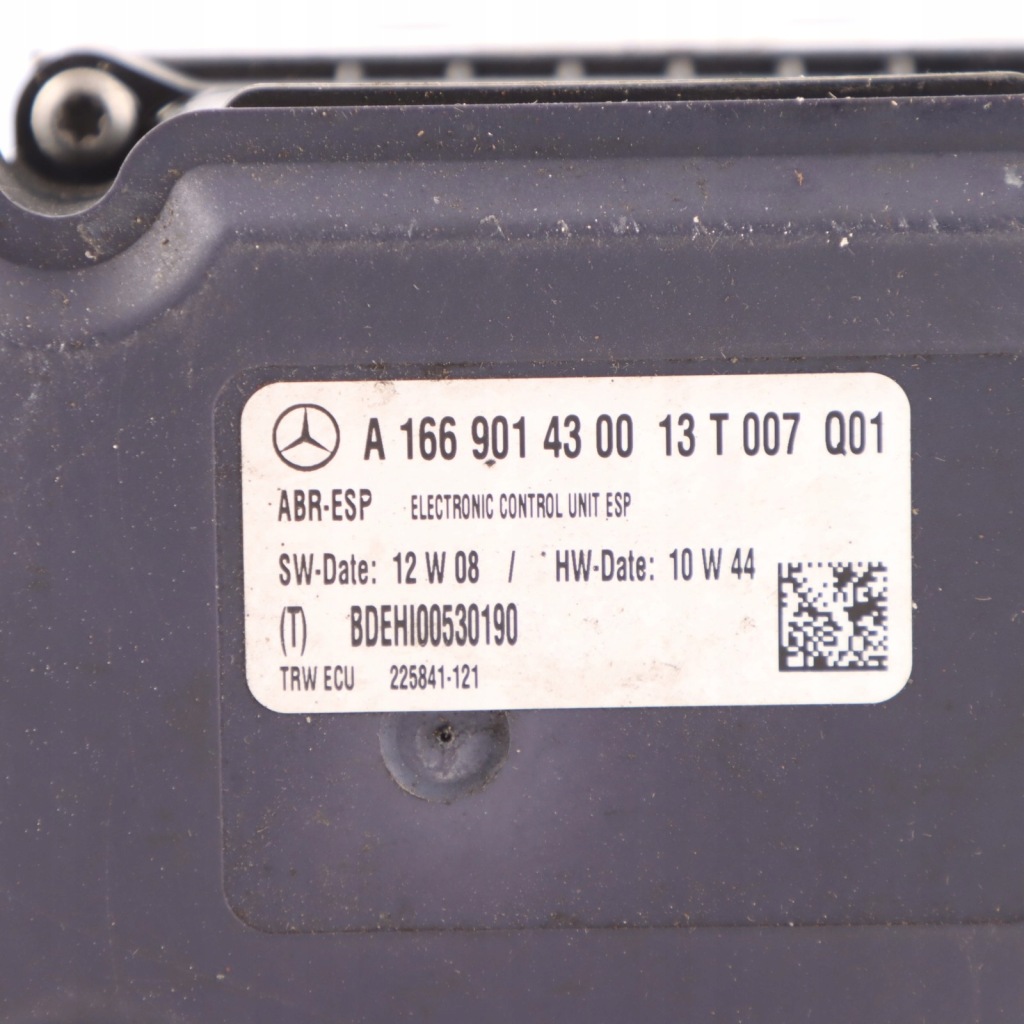 A 166 901 43 00 13 T 007 Q01
ABR-ESP ELECTRONIC CONTROL UNIT ESP
SW-Date: 12 W 08 / HW-Date: 10 W 44
(T) BDEHI00530190
TRW ECU 225841-121